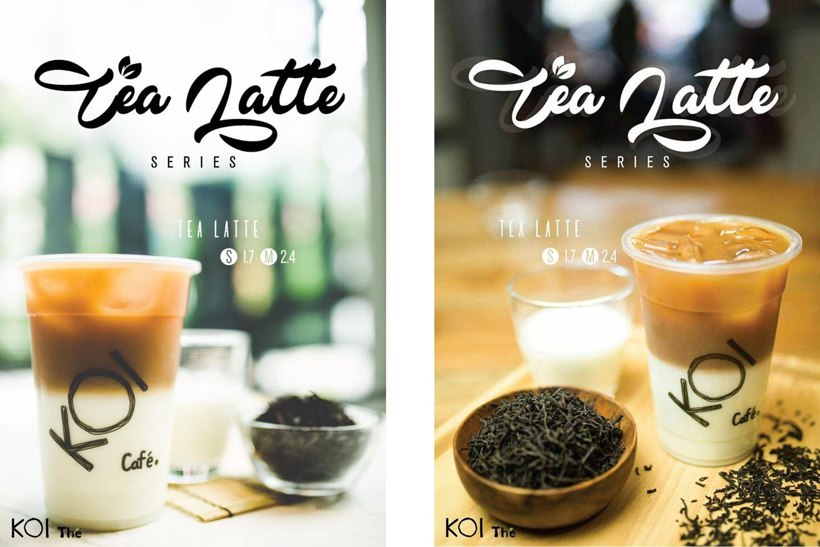 Tea Latte
SERIES
TEA LATTE
S 1.7 M 2.4
KOI
Café.
KOI Thé
Tea Latte
SERIES
TEA LATTE
S 1.7 M 2.4
KOI
Café.
KOI Thé